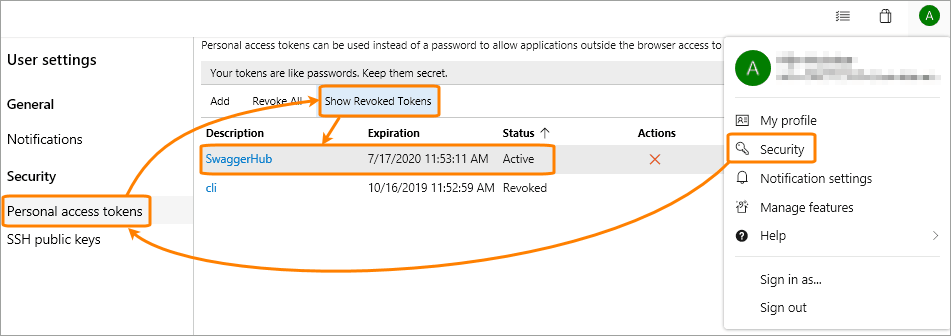 A
User settings
General
Notifications
Security
Personal access tokens
SSH public keys
Personal access tokens can be used instead of a password to allow applications outside the browser access to
Your tokens are like passwords. Keep them secret.
Add Revoke All Show Revoked Tokens
Description Expiration Status Actions
SwaggerHub 7/17/2020 11:53:11 AM Active
cli 10/16/2019 11:52:59 AM Revoked
A
My profile
Security
Notification settings
Manage features
Help
Sign in as...
Sign out